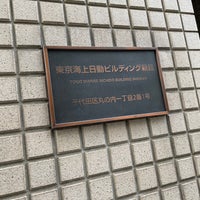 東京海上日動ビルディング新館
TOKIO MARINE NICHIDO BUILDING SHINKAN
千代田区丸の内一丁目2番1号